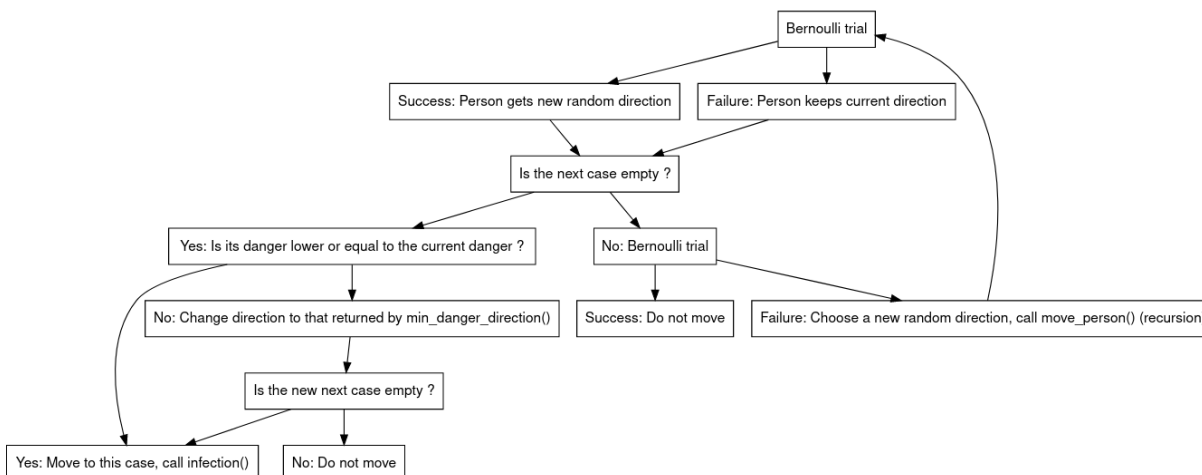 Bernoulli trial
Success: Person gets new random direction
Failure: Person keeps current direction
Is the next case empty ?
Yes: Is its danger lower or equal to the current danger ?
No: Bernoulli trial
No: Change direction to that returned by min_danger_direction()
Success: Do not move
Failure: Choose a new random direction, call move_person() (recursion
Is the new next case empty ?
Yes: Move to this case, call infection()
No: Do not move